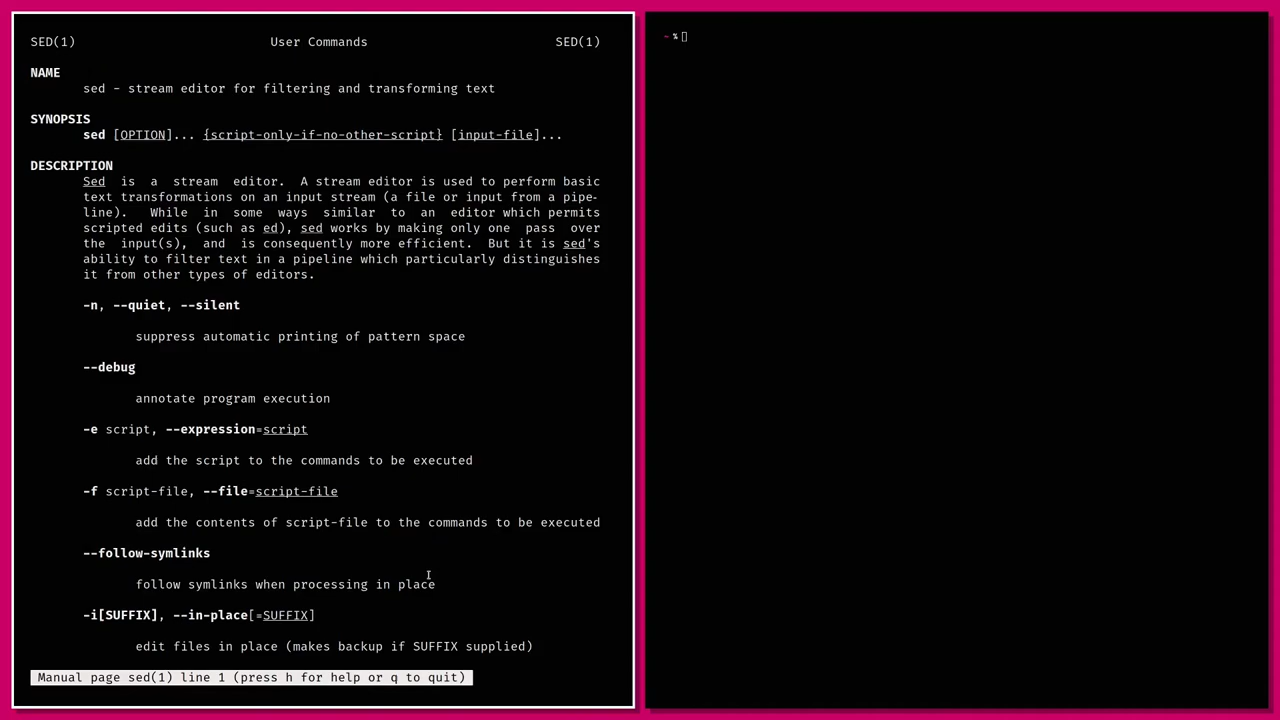 SED(1) User Commands SED(1)
NAME
sed - stream editor for filtering and transforming text
SYNOPSIS
sed [OPTION]... {script-only-if-no-other-script} [input-file]...
DESCRIPTION
Sed is a stream editor. A stream editor is used to perform basic
text transformations on an input stream (a file or input from a pipe-
line). While in some ways similar to an editor which permits
scripted edits (such as ed), sed works by making only one pass over
the input(s), and is consequently more efficient. But it is sed's
ability to filter text in a pipeline which particularly distinguishes
it from other types of editors.
-n, --quiet, --silent
suppress automatic printing of pattern space
--debug
annotate program execution
-e script, --expression=script
add the script to the commands to be executed
-f script-file, --file=script-file
add the contents of script-file to the commands to be executed
--follow-symlinks
follow symlinks when processing in place
-i[SUFFIX], --in-place[=SUFFIX]
edit files in place (makes backup if SUFFIX supplied)
Manual page sed(1) line 1 (press h for help or q to quit)
~ %